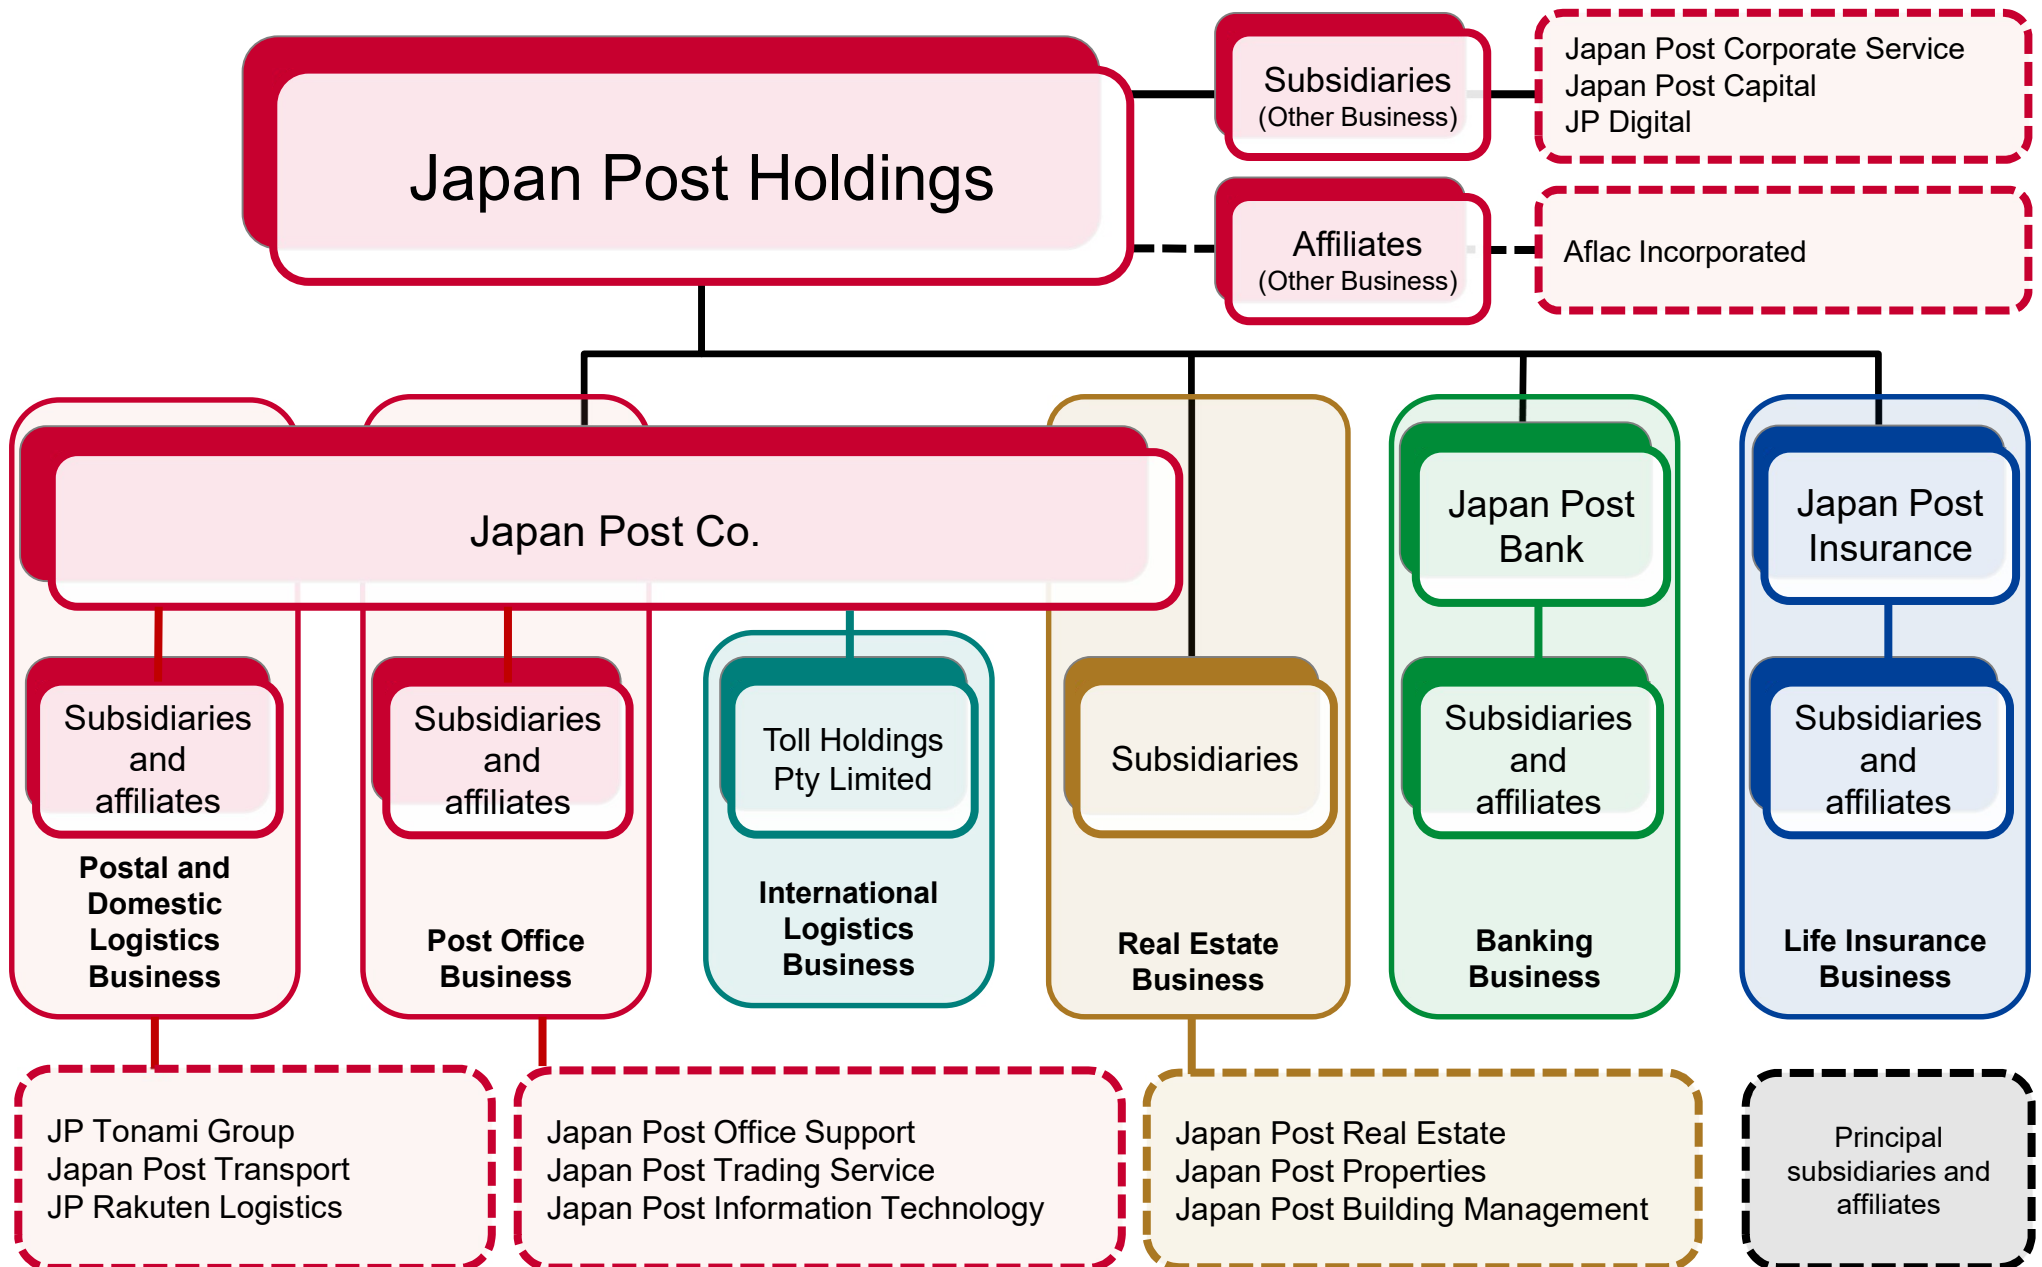 Japan Post Holdings
Subsidiaries
(Other Business)
Japan Post Corporate Service
Japan Post Capital
JP Digital
Affiliates
(Other Business)
Aflac Incorporated
Japan Post Co.
Japan Post
Bank
Japan Post
Insurance
Subsidiaries
and
affiliates
Postal and
Domestic
Logistics
Business
Subsidiaries
and
affiliates
Post Office
Business
Toll Holdings
Pty Limited
International
Logistics
Business
Subsidiaries
Real Estate
Business
Subsidiaries
and
affiliates
Banking
Business
Subsidiaries
and
affiliates
Life Insurance
Business
JP Tonami Group
Japan Post Transport
JP Rakuten Logistics
Japan Post Office Support
Japan Post Trading Service
Japan Post Information Technology
Japan Post Real Estate
Japan Post Properties
Japan Post Building Management
Principal
subsidiaries and
affiliates